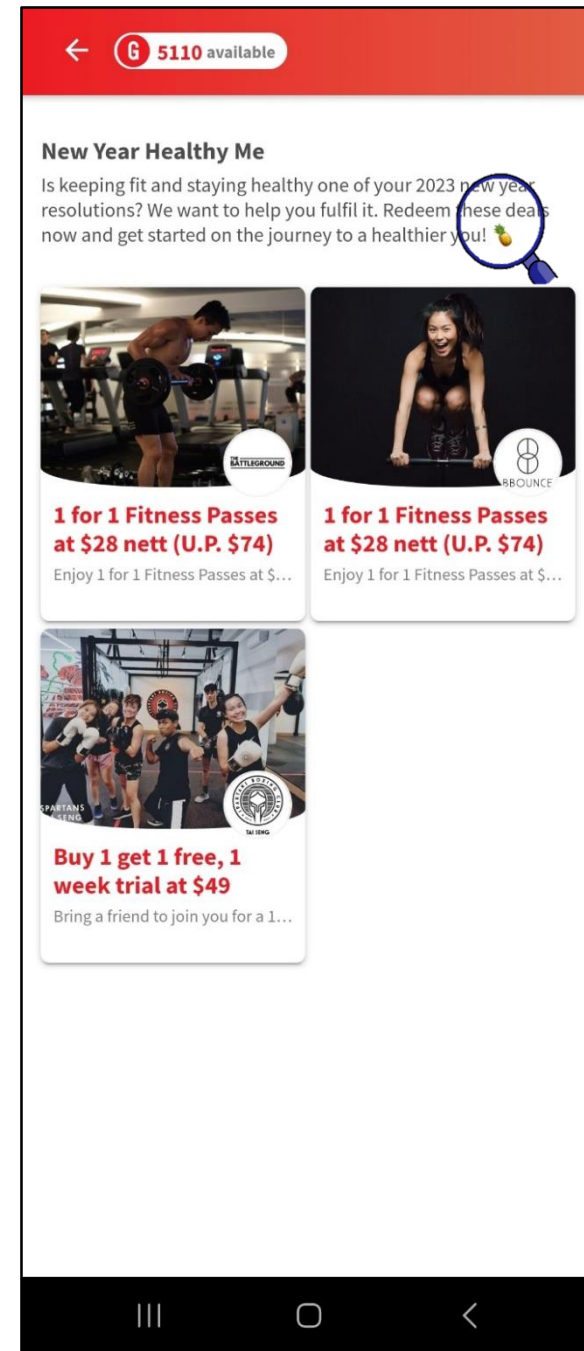 G 5110 available
New Year Healthy Me
Is keeping fit and staying healthy one of your 2023 new year
resolutions? We want to help you fulfil it. Redeem these deals
now and get started on the journey to a healthier you! 🍍
THE
BATTLEGROUND
BBOUNCE
1 for 1 Fitness Passes
at $28 nett (U.P. $74)
Enjoy 1 for 1 Fitness Passes at $...
1 for 1 Fitness Passes
at $28 nett (U.P. $74)
Enjoy 1 for 1 Fitness Passes at $...
SPARTANS
SENG
SPARTANS BOXING CLUB
TAI SENG
Buy 1 get 1 free, 1
week trial at $49
Bring a friend to join you for a 1...